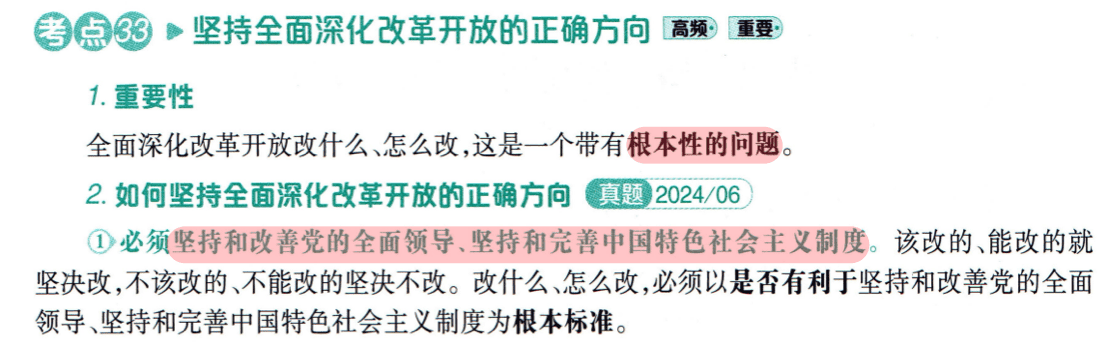 考点33 ▶ 坚持全面深化改革开放的正确方向 高频 重要
1. 重要性
全面深化改革开放改什么、怎么改,这是一个带有根本性的问题。
2. 如何坚持全面深化改革开放的正确方向 真题 2024/06
①必须坚持和改善党的全面领导、坚持和完善中国特色社会主义制度。该改的、能改的就
坚决改,不该改的、不能改的坚决不改。改什么、怎么改,必须以是否有利于坚持和改善党的全面
领导、坚持和完善中国特色社会主义制度为根本标准。